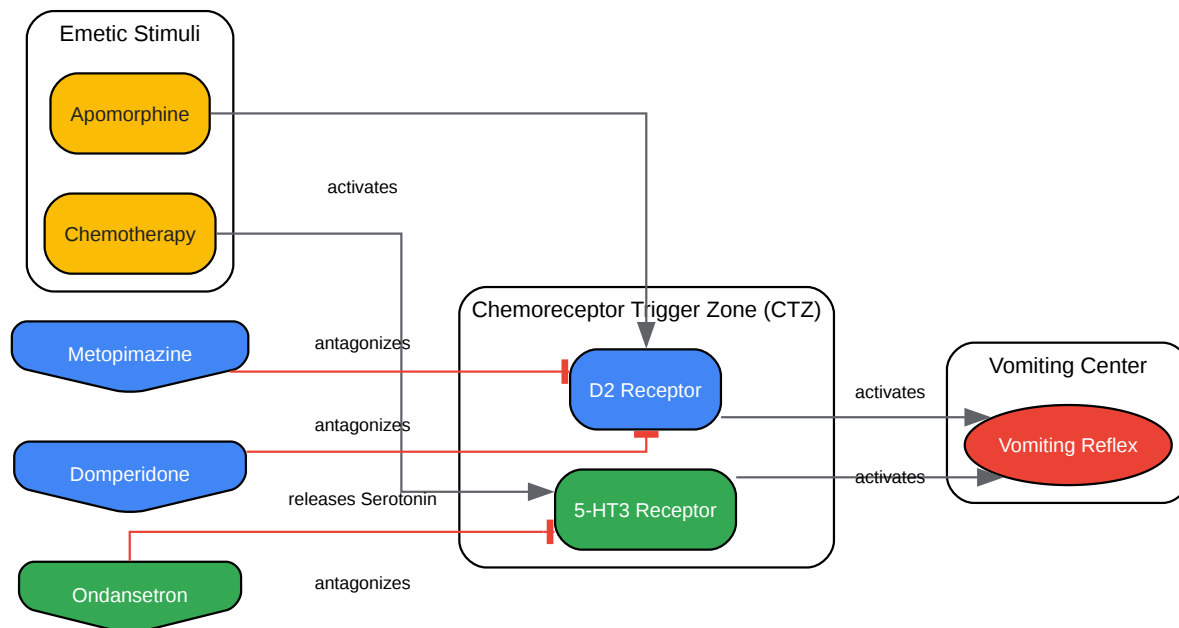 Emetic Stimuli
Apomorphine
activates
Chemotherapy
Chemoreceptor Trigger Zone (CTZ)
Metopimazine
antagonizes
D2 Receptor
activates
Vomiting Center
Vomiting Reflex
antagonizes
Domperidone
releases Serotonin
5-HT3 Receptor
activates
Ondansetron
antagonizes